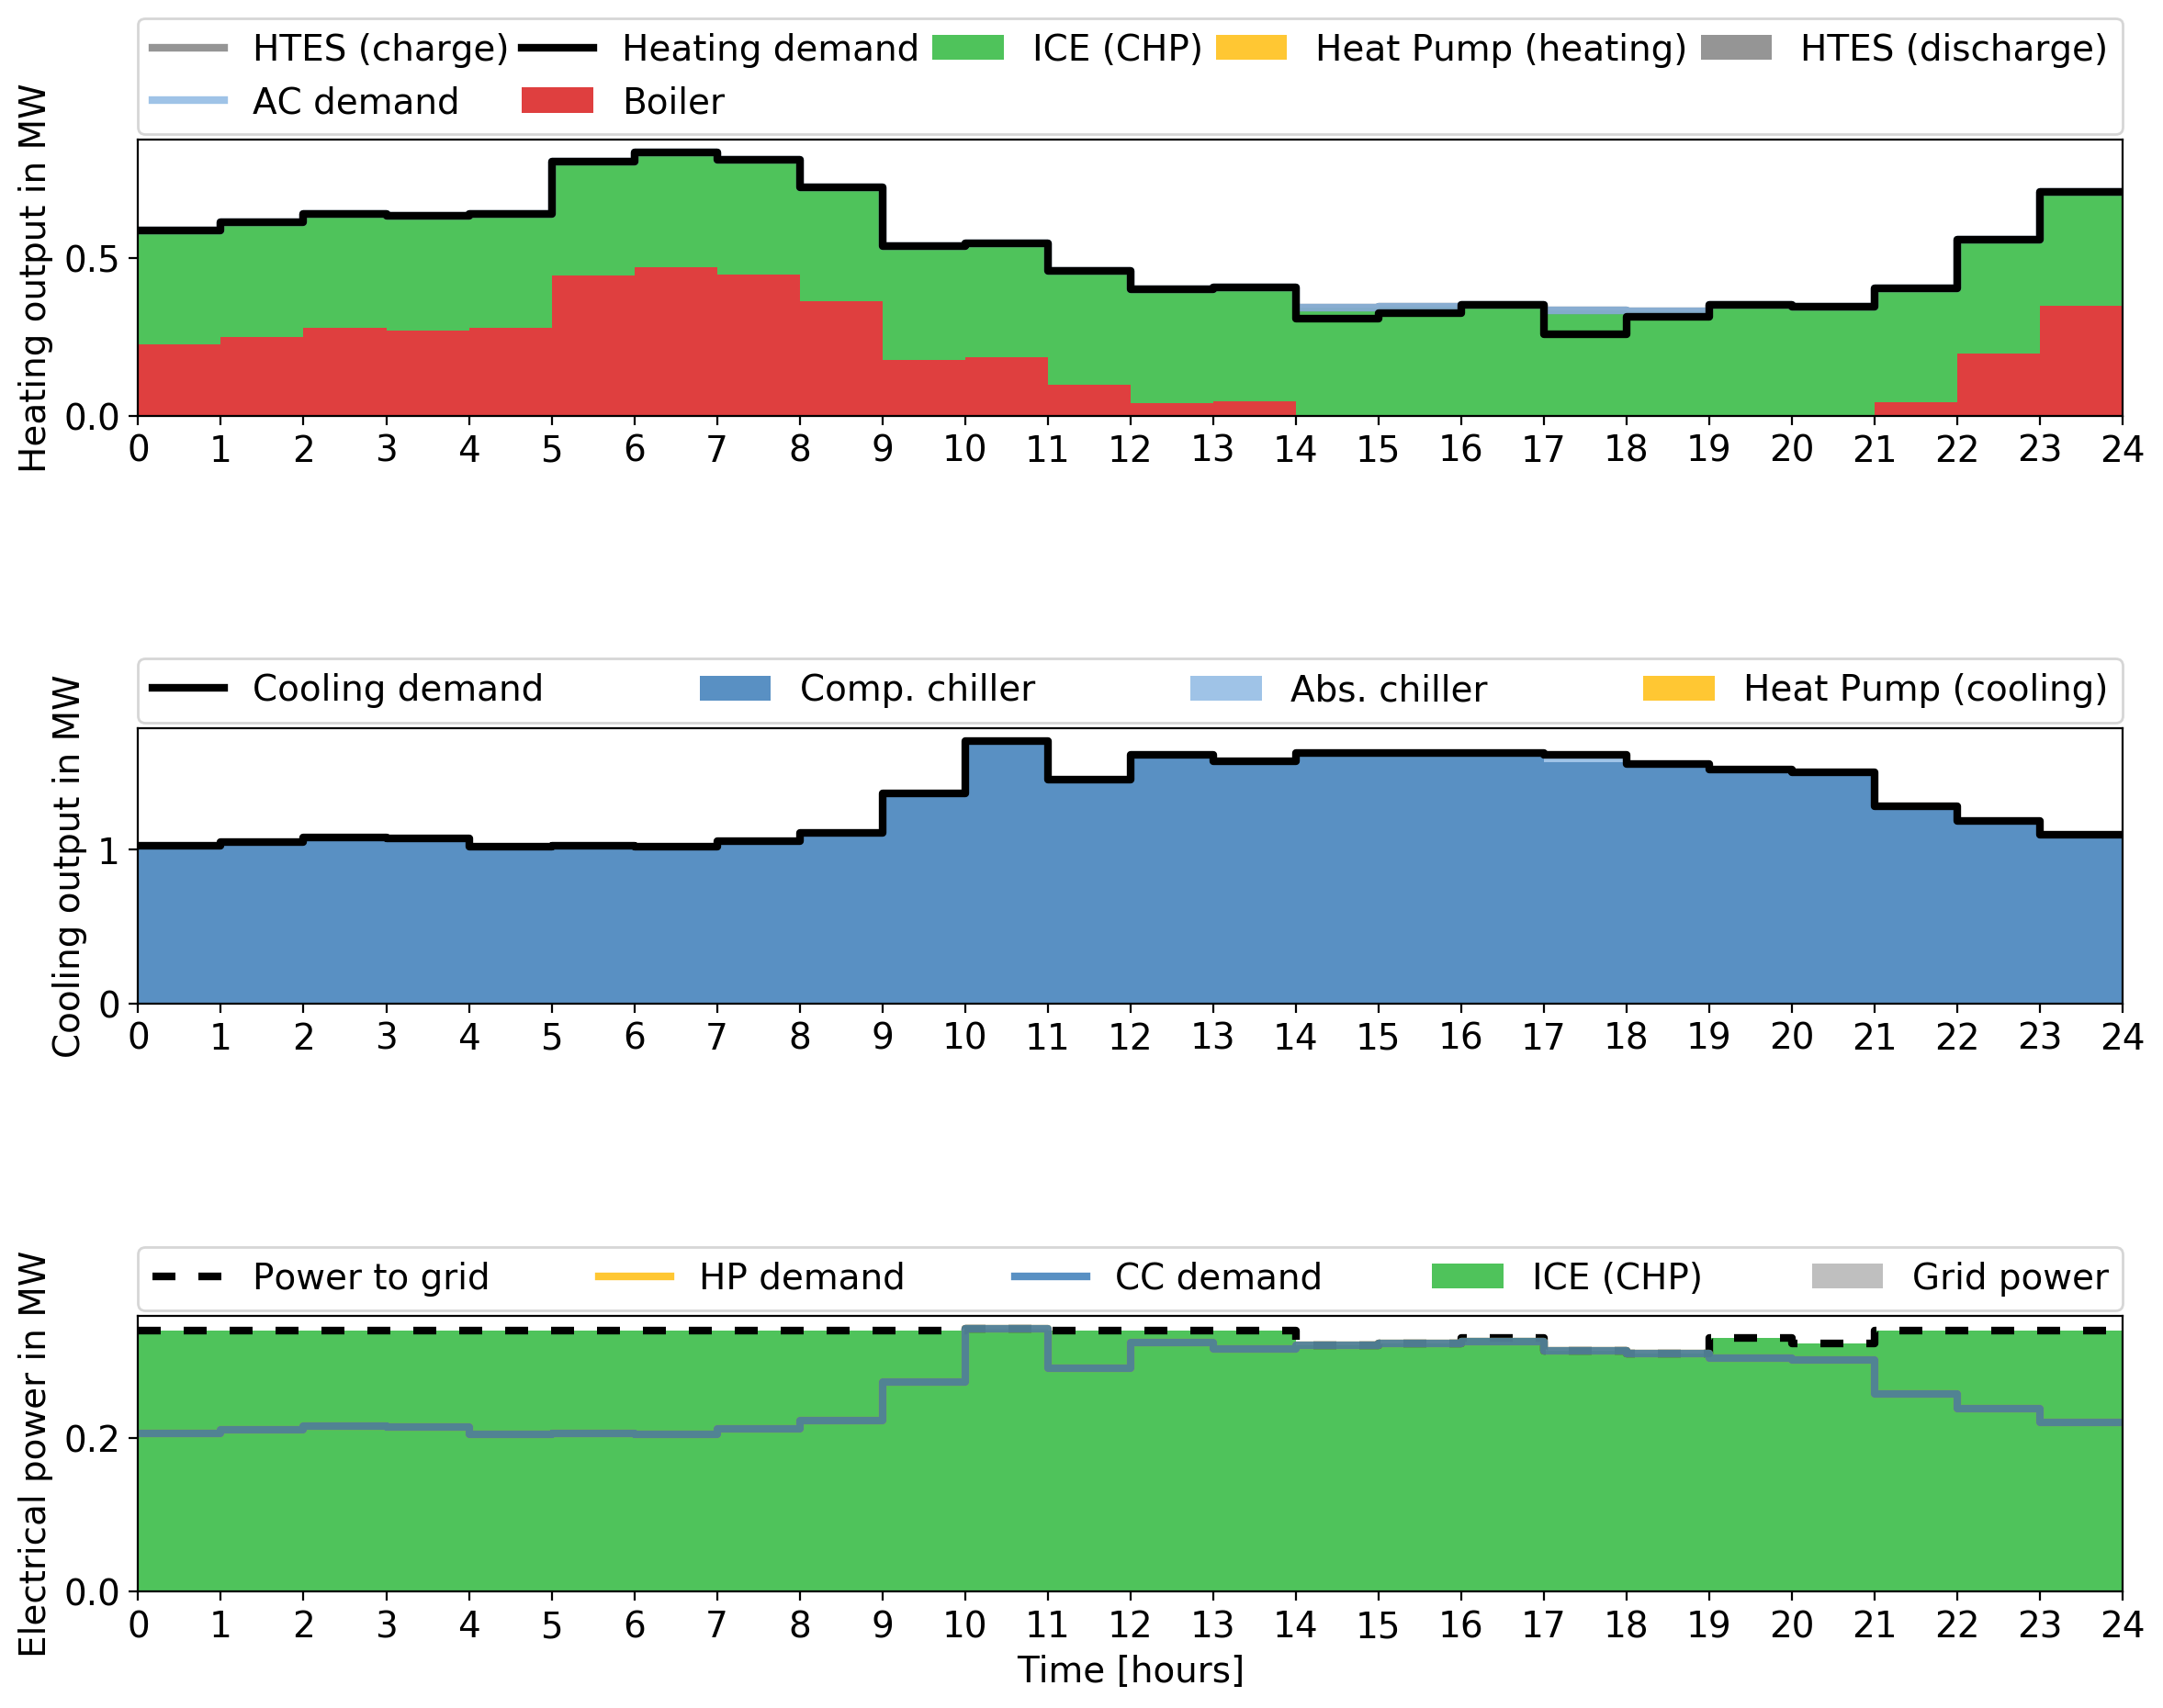 HTES (charge) Heating demand ICE (CHP) Heat Pump (heating) HTES (discharge)
AC demand Boiler
Heating output in MW
0.5
0.0
0 1 2 3 4 5 6 7 8 9 10 11 12 13 14 15 16 17 18 19 20 21 22 23 24
Cooling demand Comp. chiller Abs. chiller Heat Pump (cooling)
Cooling output in MW
1
0
0 1 2 3 4 5 6 7 8 9 10 11 12 13 14 15 16 17 18 19 20 21 22 23 24
Power to grid HP demand CC demand ICE (CHP) Grid power
Electrical power in MW
0.2
0.0
0 1 2 3 4 5 6 7 8 9 10 11 12 13 14 15 16 17 18 19 20 21 22 23 24
Time [hours]